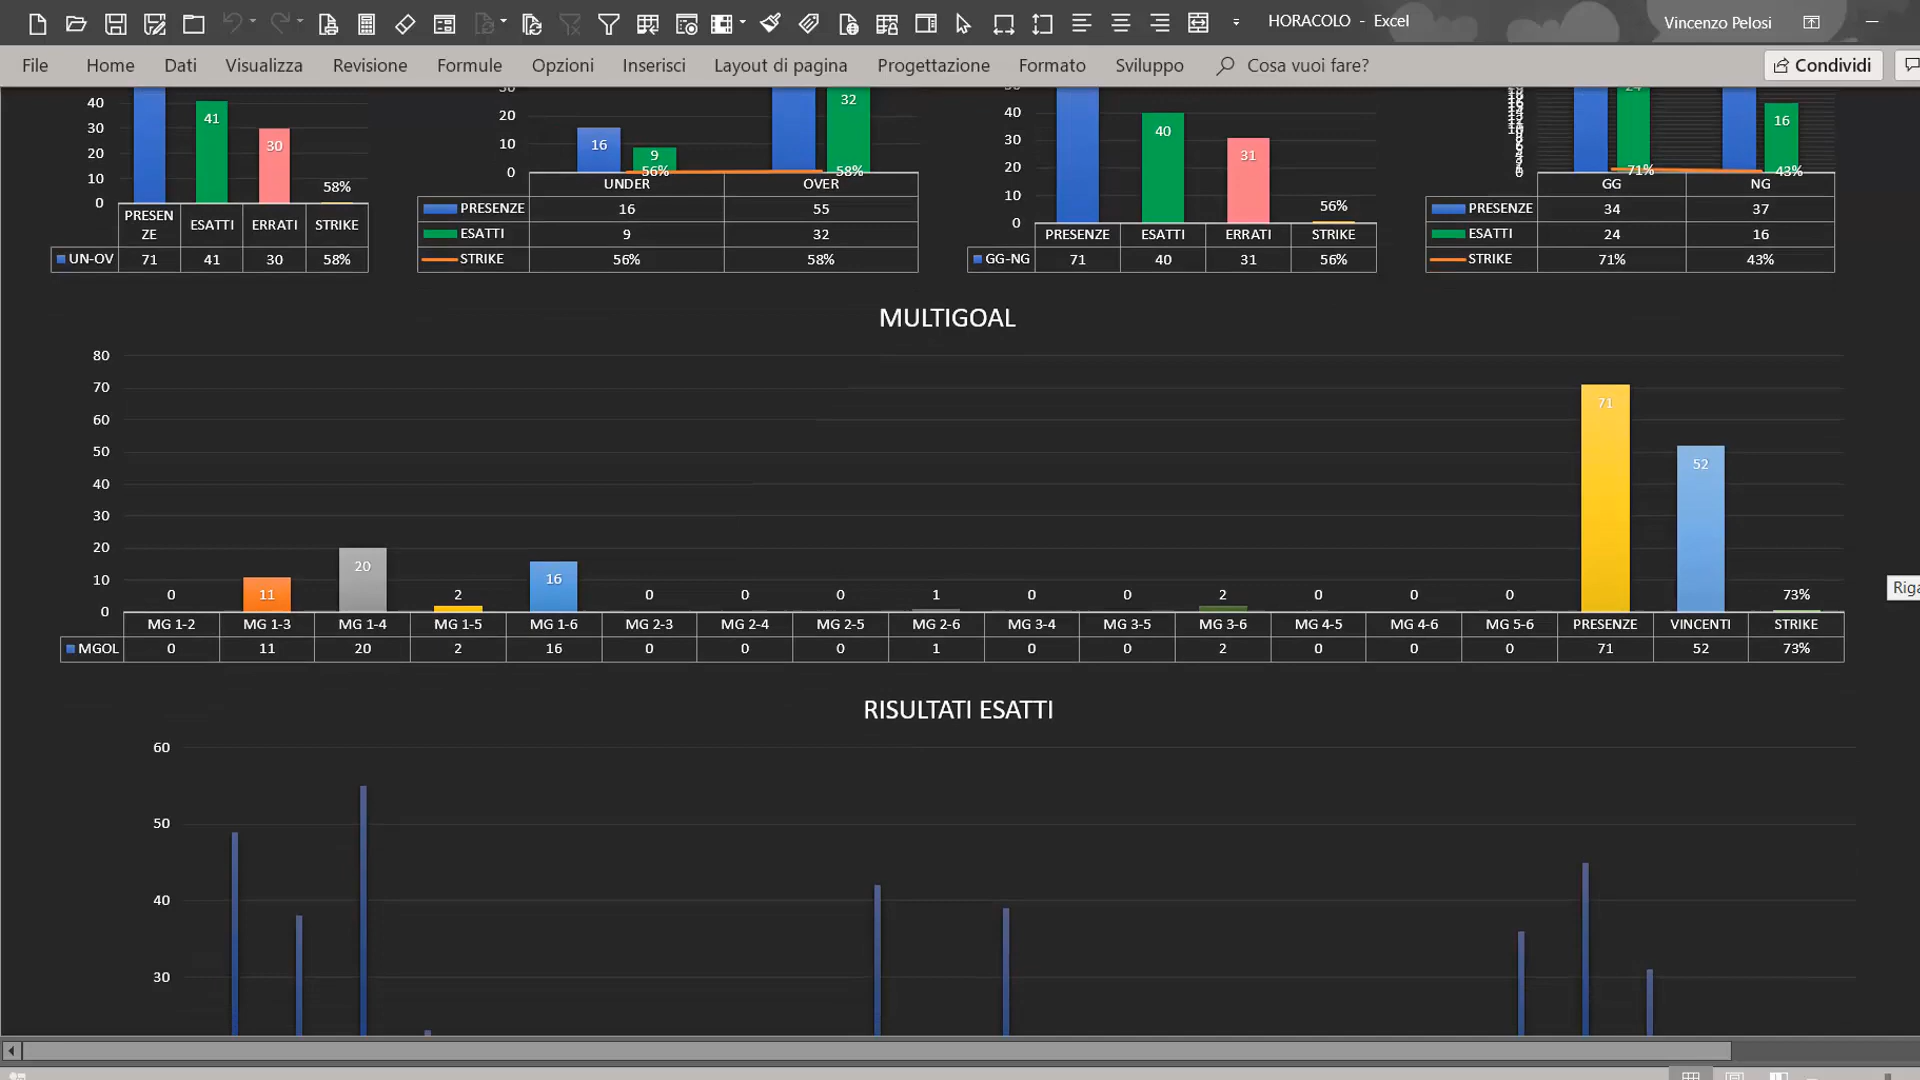 HORACOLO - Excel
Vincenzo Pelosi
File Home Dati Visualizza Revisione Formule Opzioni Inserisci Layout di pagina Progettazione Formato Sviluppo Cosa vuoi fare? Condividi
40
30
20
10
0
41
30
58%
PRESEN
ZE
ESATTI ERRATI STRIKE
UN-OV 71 41 30 58%
20
10
0
16
9
56%
32
58%
UNDER OVER
PRESENZE 16 55
ESATTI 9 32
STRIKE 56% 58%
40
30
20
10
0
40
31
56%
PRESENZE ESATTI ERRATI STRIKE
GG-NG 71 40 31 56%
0
24
71%
16
43%
GG NG
PRESENZE 34 37
ESATTI 24 16
STRIKE 71% 43%
MULTIGOAL
80
70
60
50
40
30
20
10
0
0 11 20 2 16 0 0 0 1 0 0 2 0 0 0 71 52 73%
MG 1-2 MG 1-3 MG 1-4 MG 1-5 MG 1-6 MG 2-3 MG 2-4 MG 2-5 MG 2-6 MG 3-4 MG 3-5 MG 3-6 MG 4-5 MG 4-6 MG 5-6 PRESENZE VINCENTI STRIKE
MGOL 0 11 20 2 16 0 0 0 1 0 0 2 0 0 0 71 52 73%
Riga
RISULTATI ESATTI
60
50
40
30